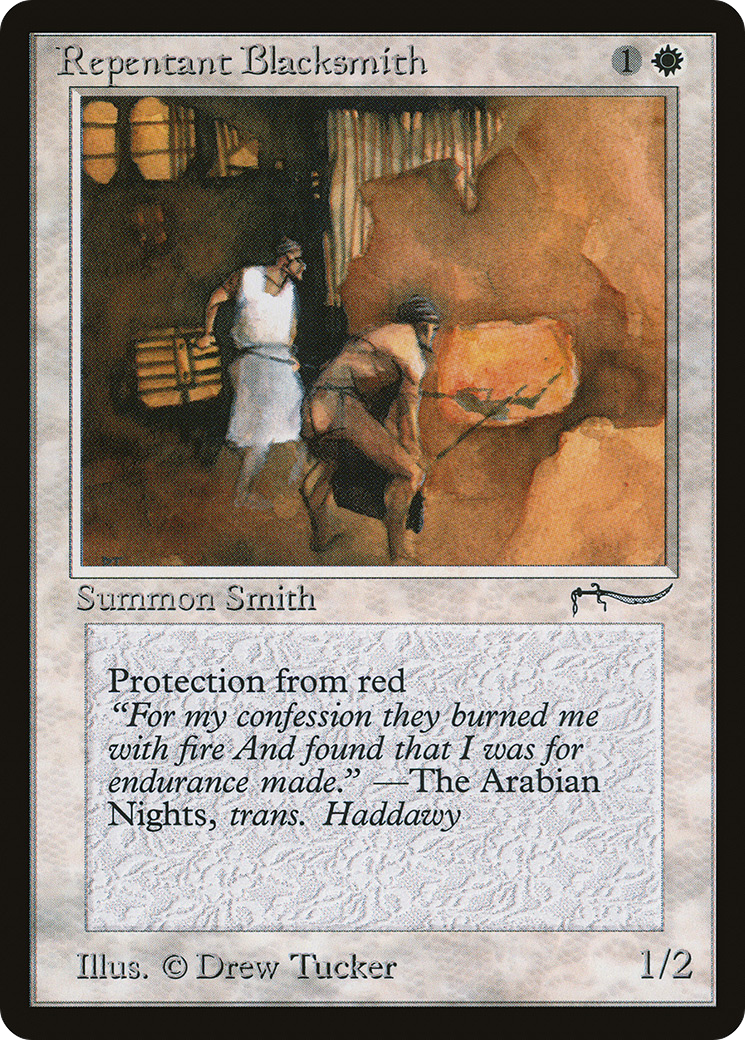 Repentant Blacksmith 1
Summon Smith
Protection from red
“For my confession they burned me
with fire And found that I was for
endurance made.” —The Arabian
Nights, trans. Haddawy
Illus. © Drew Tucker 1/2